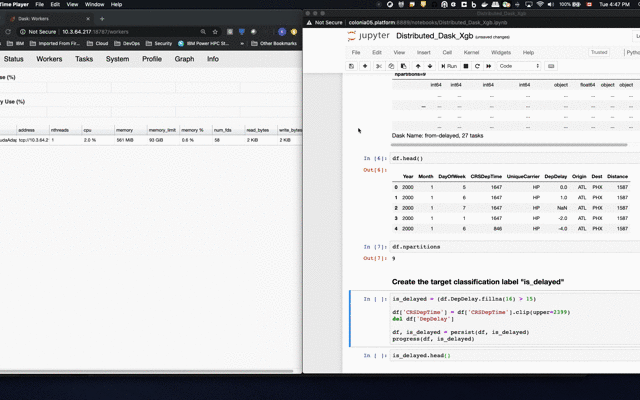 me Player File Edit View Window Help
100% Tue 4:47 PM
Dask: Workers
Not Secure 10.3.64.217:18787/workers
IBM Imported From Fir... Cloud DevOps Security IBM Power HPC St... Other Bookmarks
Status Workers Tasks System Profile Graph Info
se (%)
ry Use (%)
address nthreads cpu memory memory_limit memory % num_fds read_bytes write_bytes
tcp://10.3.64.2 1 2.0 % 561 MiB 93 GiB 0.6 % 58 2 KiB 2 KiB
Distributed_Dask_Xgb
Not Secure colonia05.platform:8888/notebooks/Distributed_Dask_Xgb.ipynb
jupyter Distributed_Dask_Xgb (unsaved changes)
File Edit View Insert Cell Kernel Widgets Help Trusted
Run Code
npartitions=9
int64 int64 int64 int64 object float64 object object
... ... ... ... ... ... ... ...
Dask Name: from-delayed, 27 tasks
In [6]: df.head()
Out[6]:
Year Month DayOfWeek CRSDepTime UniqueCarrier DepDelay Origin Dest Distance
0 2000 1 5 1647 HP 0.0 ATL PHX 1587
1 2000 1 6 1647 HP 1.0 ATL PHX 1587
2 2000 1 7 1647 HP NaN ATL PHX 1587
3 2000 1 1 1647 HP -2.0 ATL PHX 1587
4 2000 1 6 846 HP -4.0 ATL PHX 1587
In [7]: df.npartitions
Out[7]: 9
Create the target classification label "is_delayed"
In [ ]: is_delayed = (df.DepDelay.fillna(16) > 15)
df['CRSDepTime'] = df['CRSDepTime'].clip(upper=2399)
del df['DepDelay']
df, is_delayed = persist(df, is_delayed)
progress(df, is_delayed)
In [ ]: is_delayed.head()